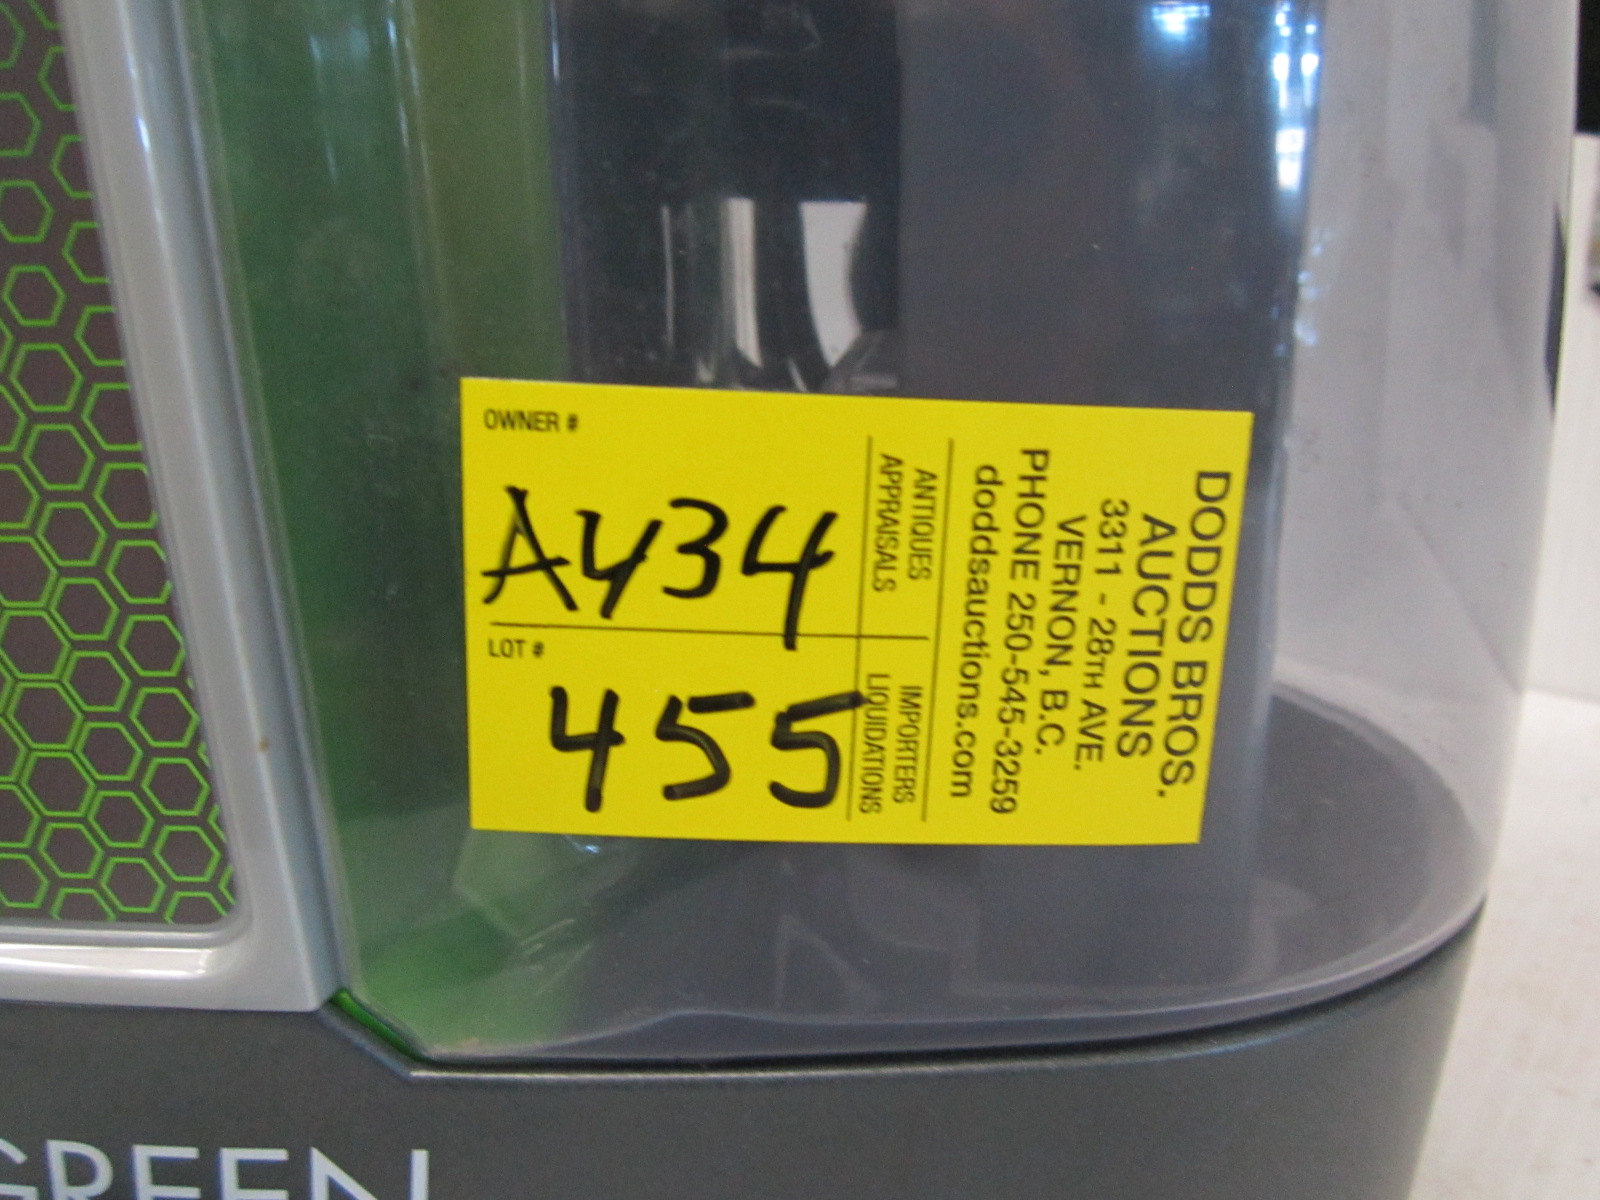 OWNER #
AY34
LOT #
455
ANTIQUES
APPRAISALS
IMPORTERS
LIQUIDATIONS
DODDS BROS.
AUCTIONS
3311 - 28TH AVE.
VERNON, B.C.
PHONE 250-545-3259
doddsauctions.com
GREEN